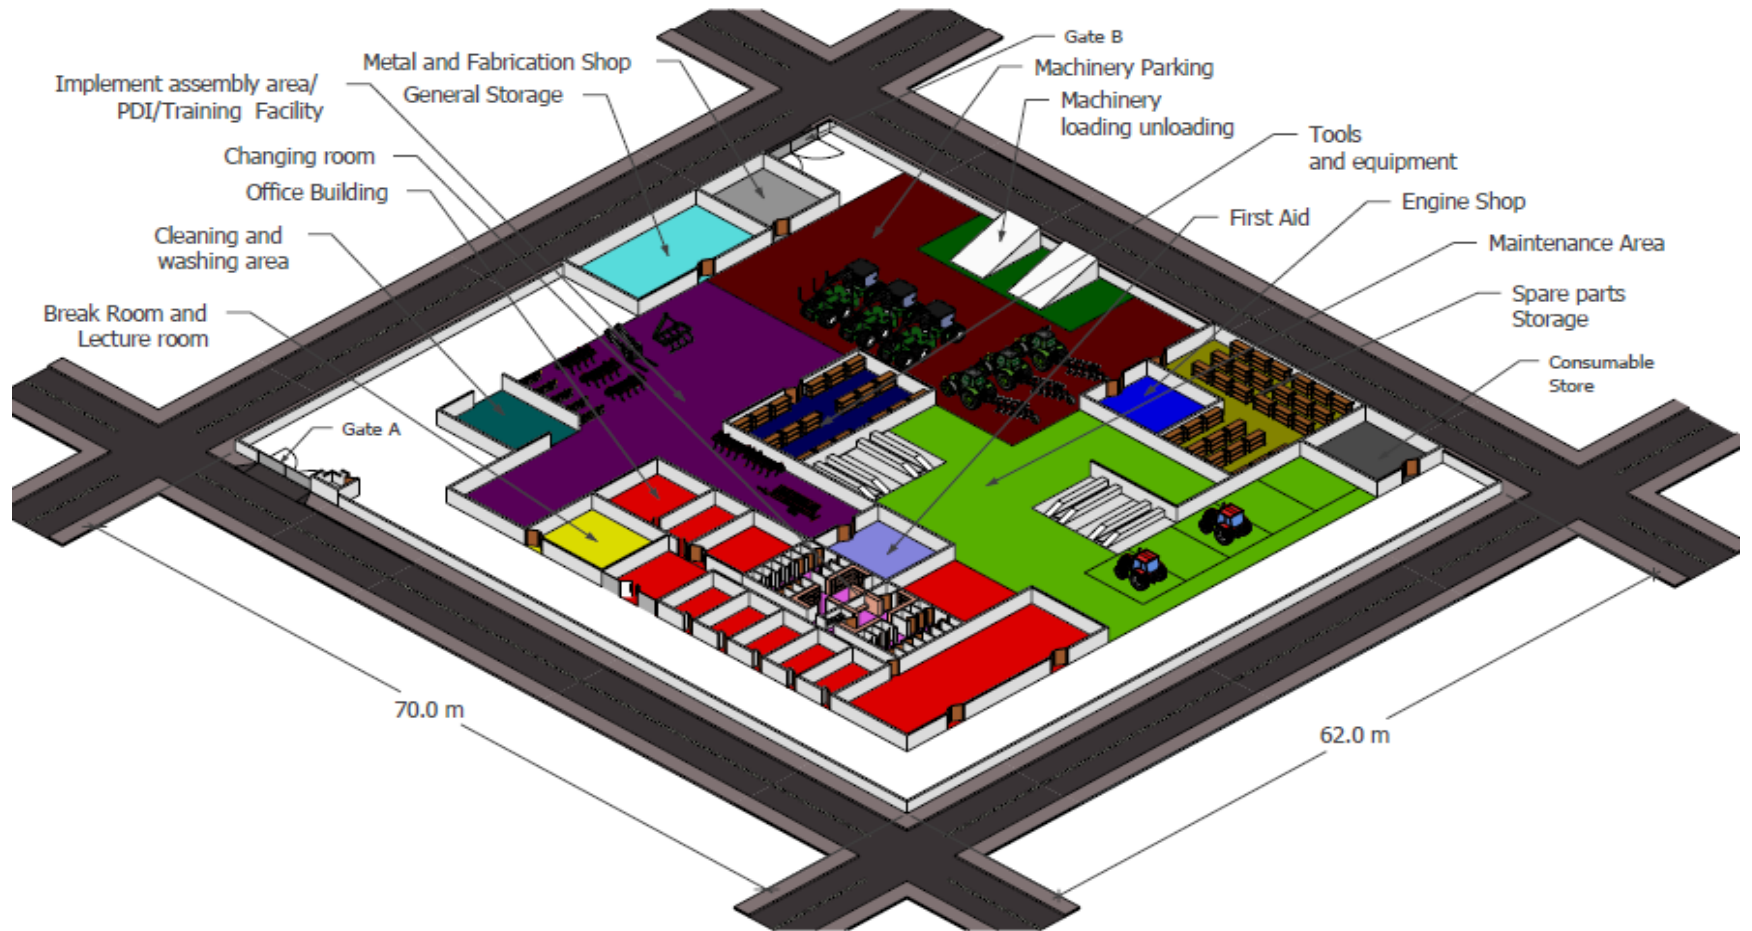 Gate B
Metal and Fabrication Shop
Machinery Parking
Implement assembly area/
PDI/Training Facility
General Storage
Machinery
loading unloading
Tools
and equipment
Changing room
Office Building
Engine Shop
First Aid
Cleaning and
washing area
Maintenance Area
Spare parts
Storage
Break Room and
Lecture room
Consumable
Store
Gate A
70.0 m
62.0 m